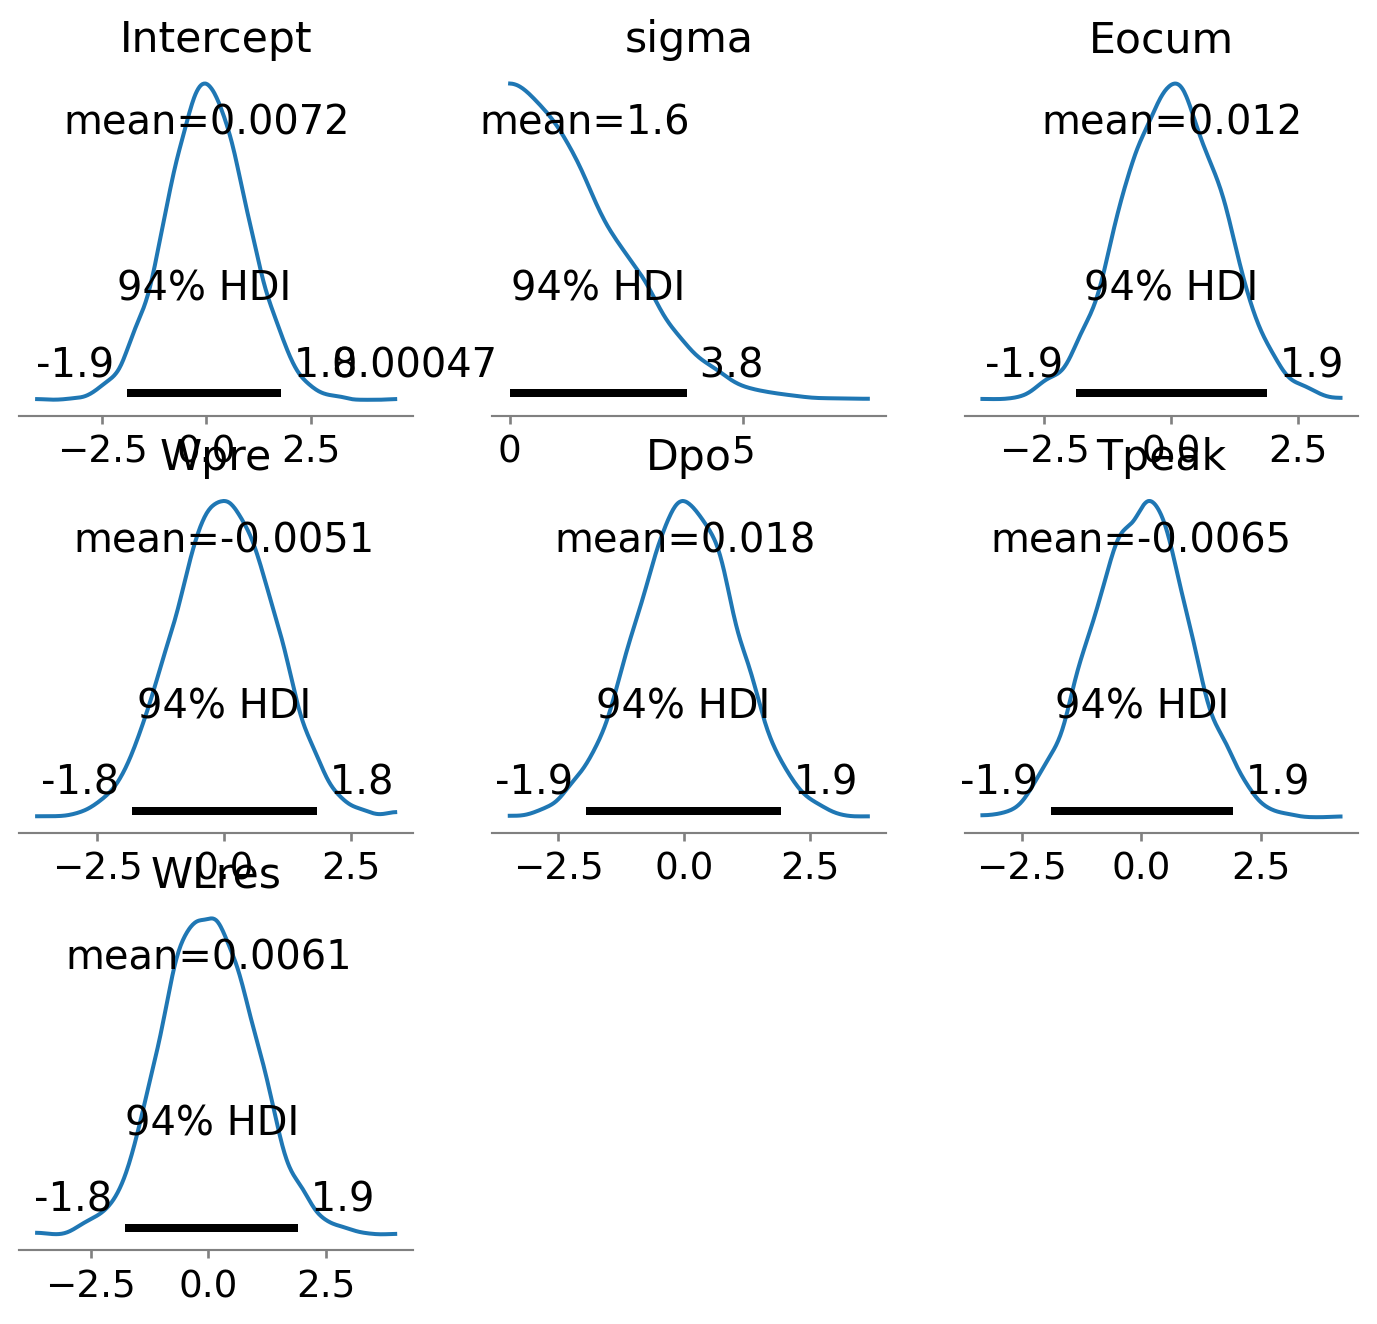 Intercept
mean=0.0072
94% HDI
-1.9 1.8
−2.5 0.0 2.5
sigma
mean=1.6
94% HDI
0.00047 3.8
0 5
Eocum
mean=0.012
94% HDI
-1.9 1.9
−2.5 0.0 2.5
Wpre
mean=-0.0051
94% HDI
-1.8 1.8
−2.5 0.0 2.5
Dpo
mean=0.018
94% HDI
-1.9 1.9
−2.5 0.0 2.5
Tpeak
mean=-0.0065
94% HDI
-1.9 1.9
−2.5 0.0 2.5
WLres
mean=0.0061
94% HDI
-1.8 1.9
−2.5 0.0 2.5